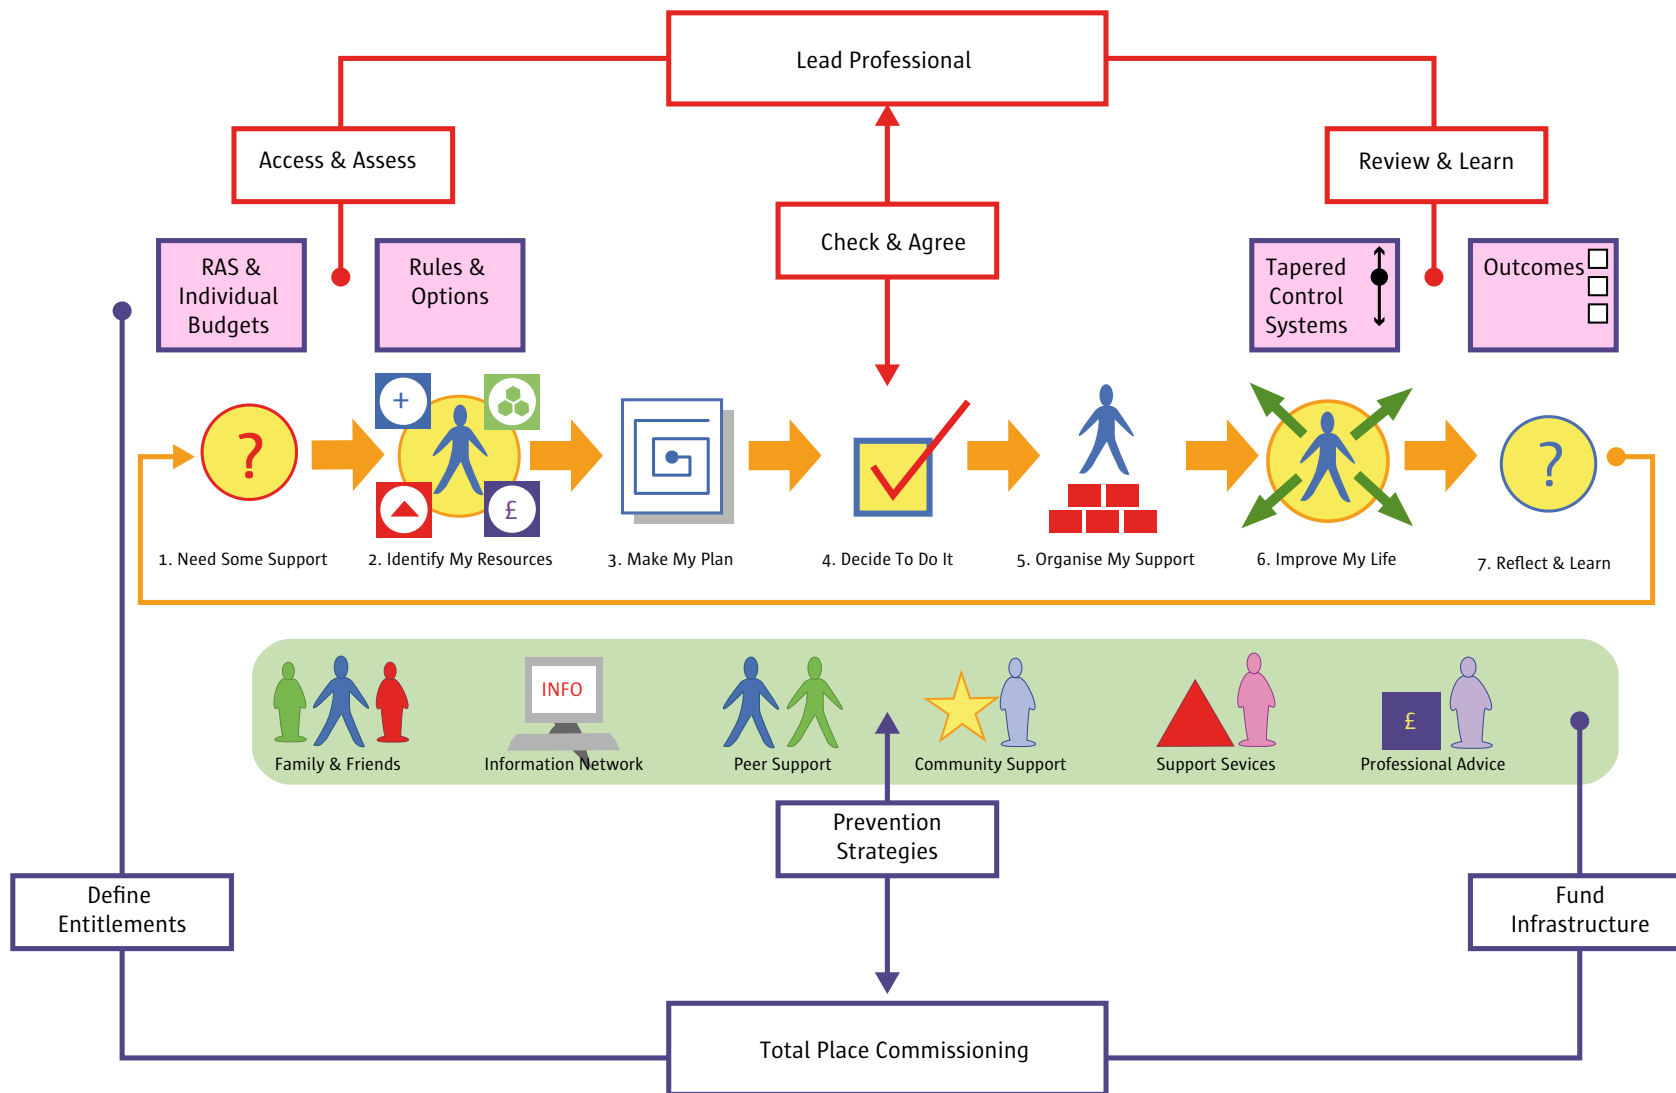 Lead Professional
Access & Assess
Review & Learn
Check & Agree
RAS &
Individual
Budgets
Rules &
Options
Tapered
Control
Systems
Outcomes
?
+
£
?
1. Need Some Support
2. Identify My Resources
3. Make My Plan
4. Decide To Do It
5. Organise My Support
6. Improve My Life
7. Reflect & Learn
INFO
£
Family & Friends
Information Network
Peer Support
Community Support
Support Sevices
Professional Advice
Prevention
Strategies
Define
Entitlements
Fund
Infrastructure
Total Place Commissioning